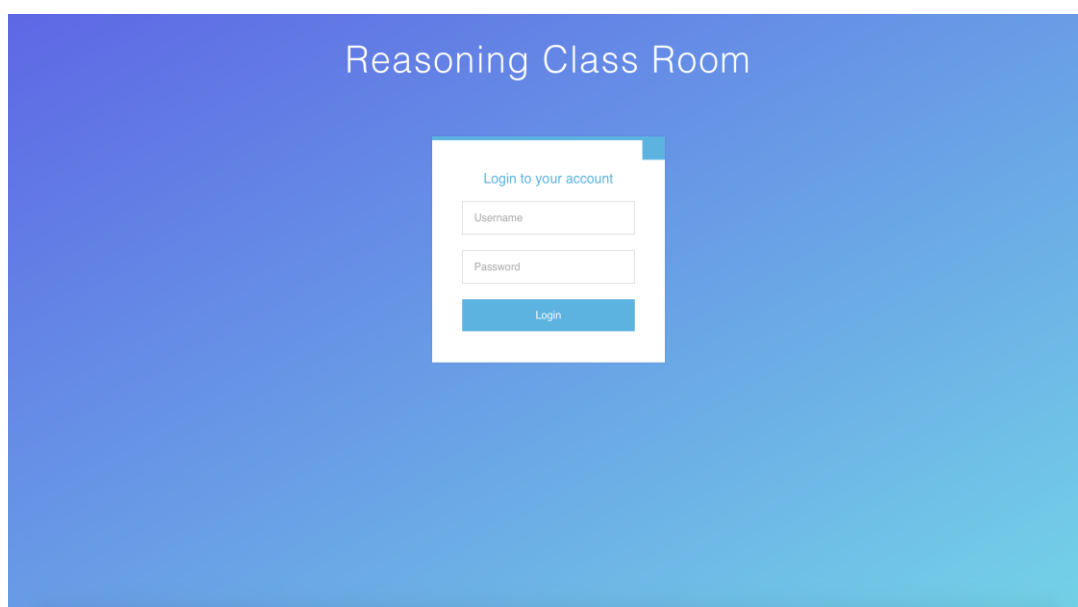 Reasoning Class Room
Login to your account
Username
Password
Login